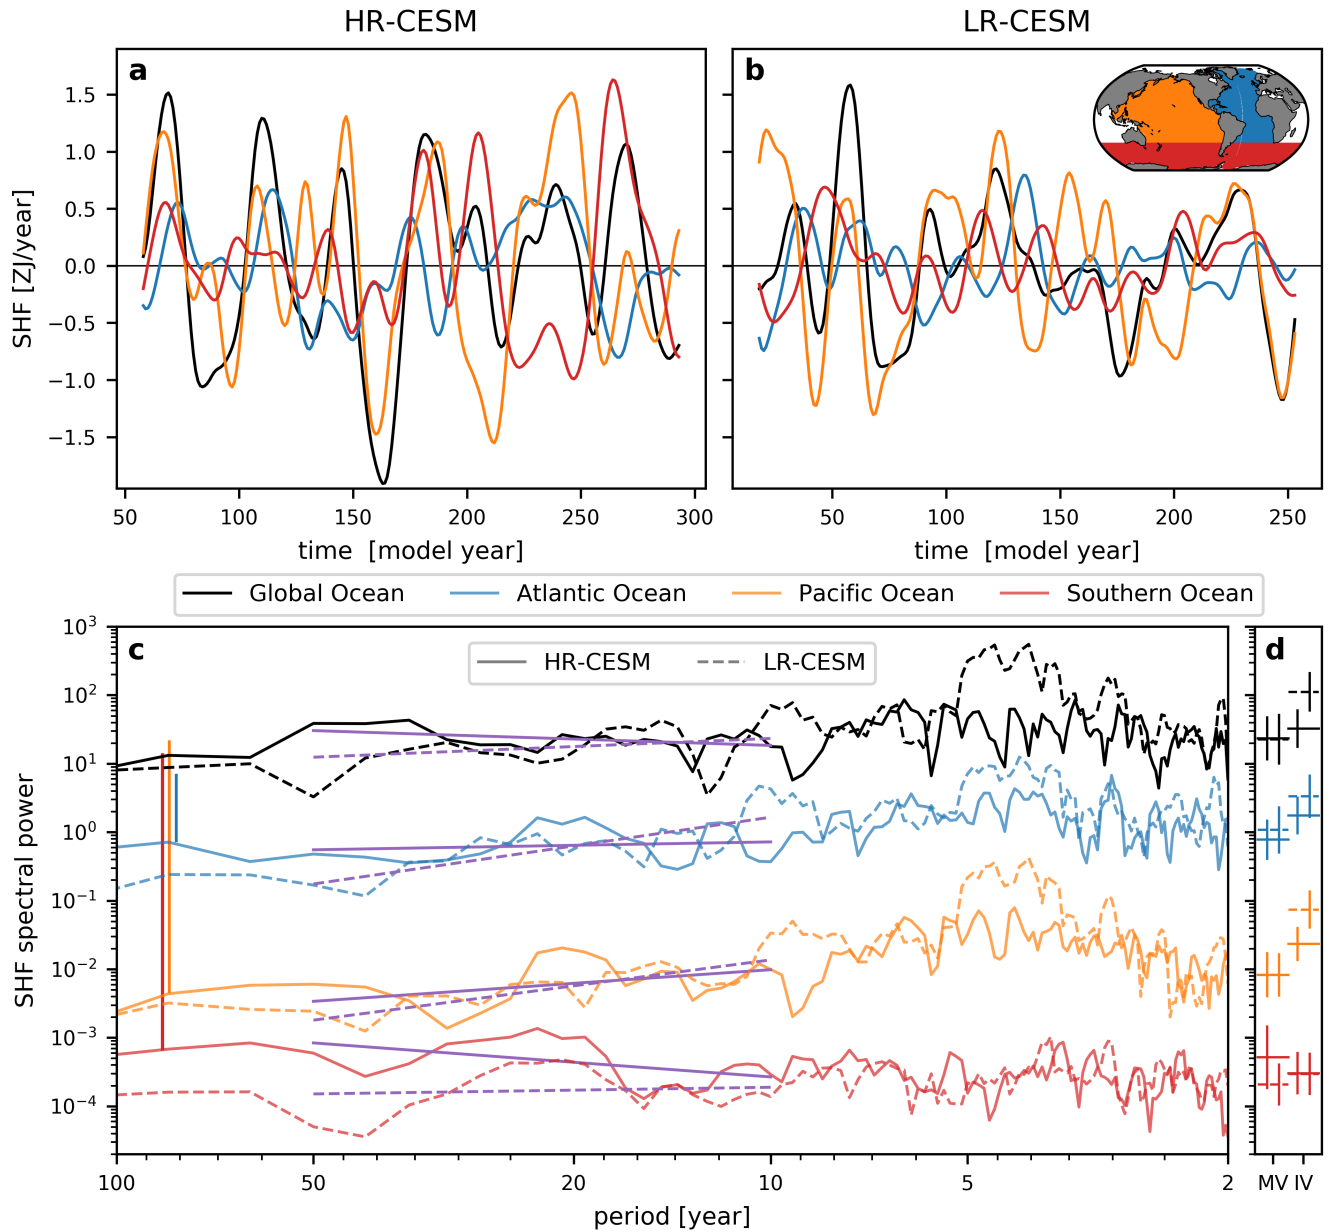 HR-CESM
LR-CESM
a
b
1.5
1.0
0.5
0.0
−0.5
−1.0
−1.5
SHF [ZJ/year]
50 100 150 200 250 300
50 100 150 200 250
time [model year]
time [model year]
Global Ocean Atlantic Ocean Pacific Ocean Southern Ocean
c
d
HR-CESM LR-CESM
10³
10²
10¹
10⁰
10⁻¹
10⁻²
10⁻³
10⁻⁴
SHF spectral power
100 50 20 10 5 2
MV IV
period [year]